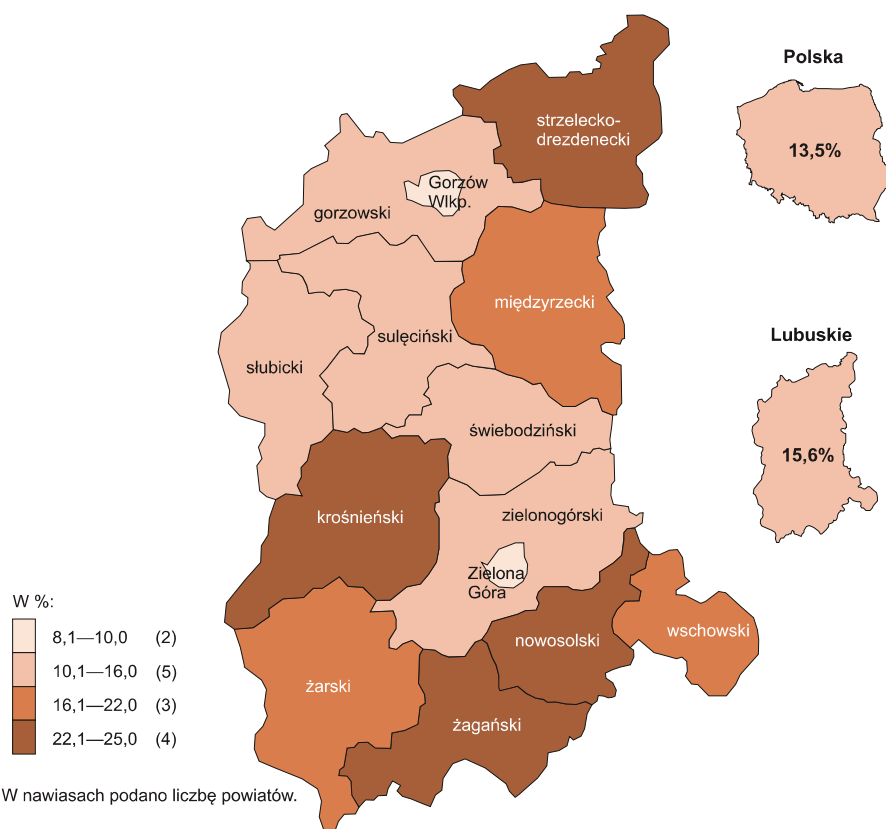 Polska
13,5%
strzelecko-
drezdenecki
Gorzów
Wlkp.
gorzowski
międzyrzecki
sulęciński
słubicki
Lubuskie
15,6%
świebodziński
krośnieński
zielonogórski
Zielona
Góra
nowosolski
wschowski
żarski
żagański
W %:
8,1—10,0 (2)
10,1—16,0 (5)
16,1—22,0 (3)
22,1—25,0 (4)
W nawiasach podano liczbę powiatów.